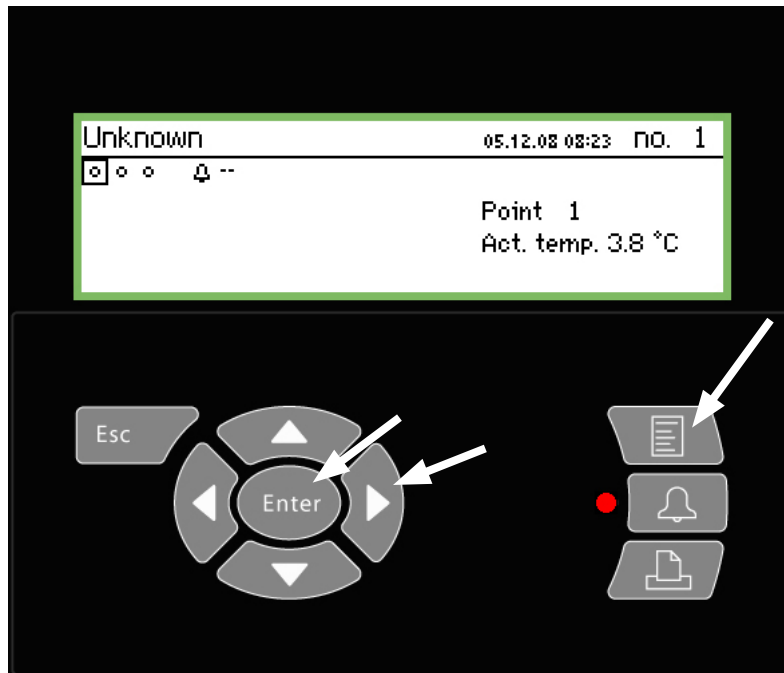 Unknown 05.12.08 08:23 no. 1
--
Point 1
Act. temp. 3.8 °C
Esc
Enter